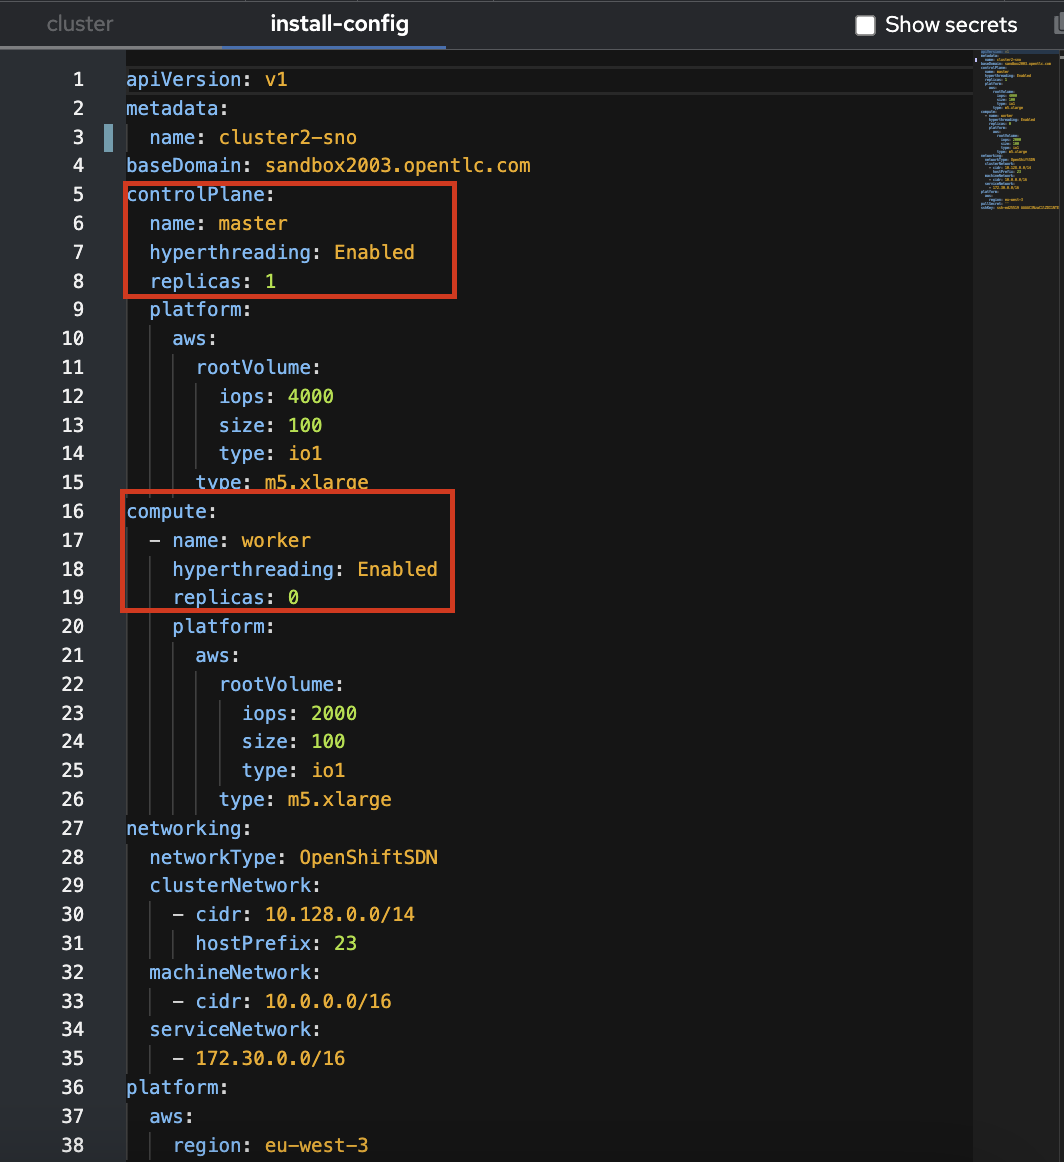 cluster
install-config
Show secrets
1 apiVersion: v1
2 metadata:
3   name: cluster2-sno
4 baseDomain: sandbox2003.opentlc.com
5 controlPlane:
6   name: master
7   hyperthreading: Enabled
8   replicas: 1
9   platform:
10     aws:
11       rootVolume:
12         iops: 4000
13         size: 100
14         type: io1
15       type: m5.xlarge
16 compute:
17   - name: worker
18     hyperthreading: Enabled
19     replicas: 0
20     platform:
21       aws:
22         rootVolume:
23           iops: 2000
24           size: 100
25           type: io1
26         type: m5.xlarge
27 networking:
28   networkType: OpenShiftSDN
29   clusterNetwork:
30     - cidr: 10.128.0.0/14
31       hostPrefix: 23
32   machineNetwork:
33     - cidr: 10.0.0.0/16
34   serviceNetwork:
35     - 172.30.0.0/16
36 platform:
37   aws:
38     region: eu-west-3